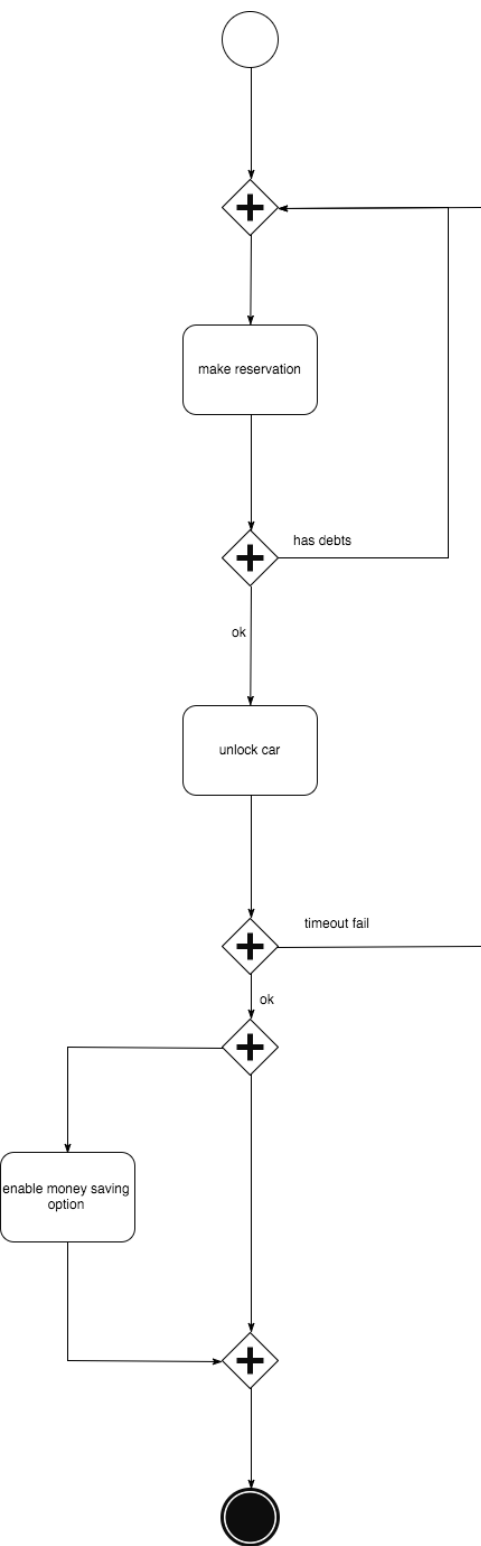 make reservation
has debts
ok
unlock car
timeout fail
ok
enable money saving
option